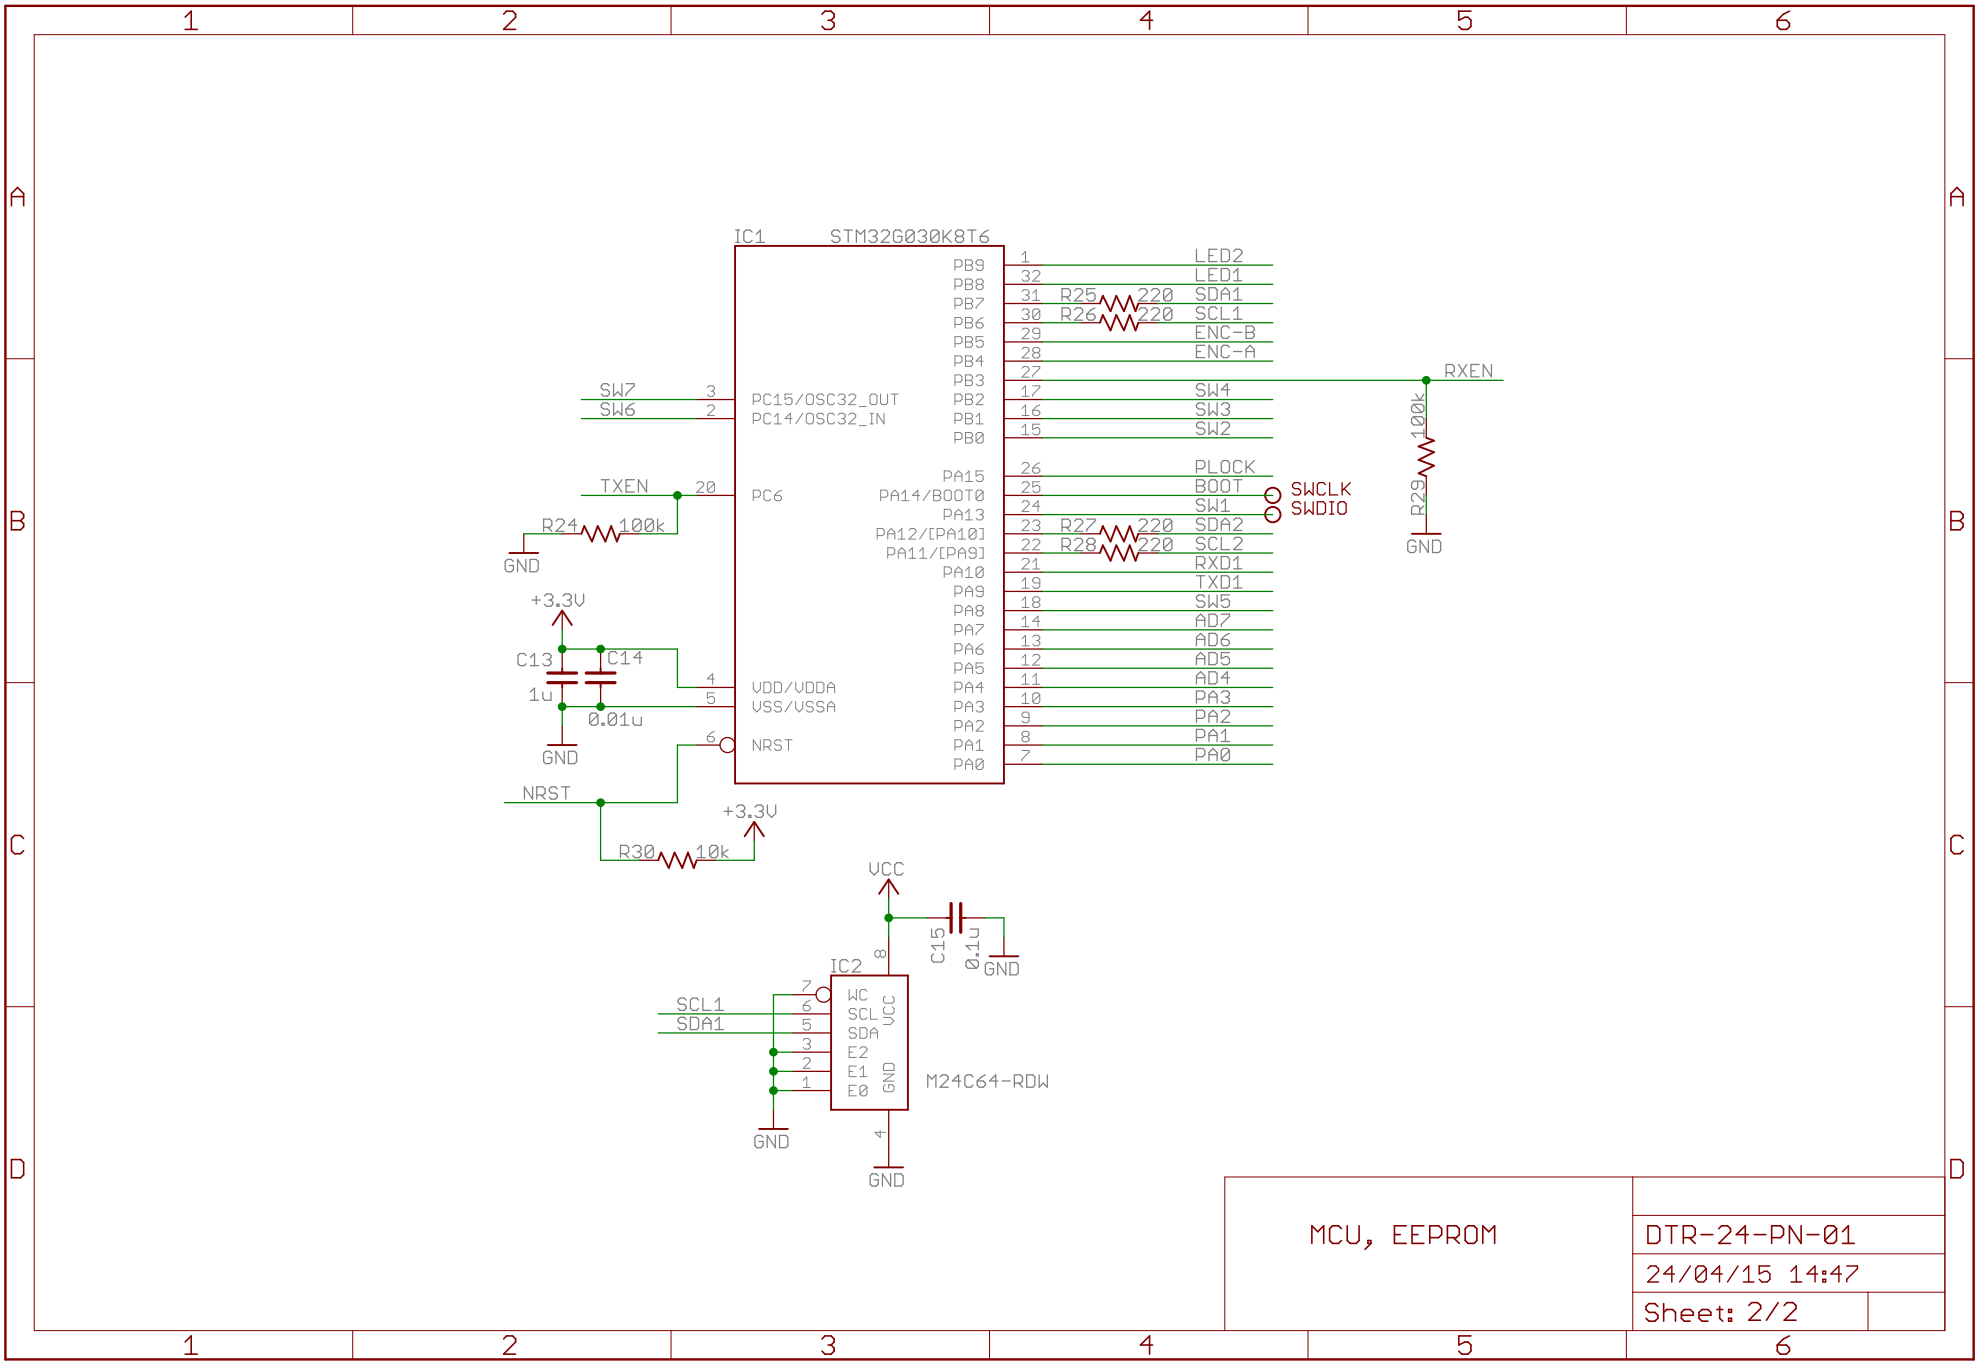 1 2 3 4 5 6
A A
IC1 STM32G030K8T6
PB9 1 LED2
PB8 32 LED1
PB7 31 R25 220 SDA1
PB6 30 R26 220 SCL1
PB5 29 ENC-B
PB4 28 ENC-A
PB3 27 RXEN
SW7 3 PC15/OSC32_OUT PB2 17 SW4
SW6 2 PC14/OSC32_IN PB1 16 SW3
PB0 15 SW2
R29 100k
GND
PA15 26 PLOCK
TXEN 20 PC6 PA14/BOOT0 25 BOOT SWCLK
PA13 24 SW1 SWDIO
B B
R24 100k PA12/[PA10] 23 R27 220 SDA2
GND PA11/[PA9] 22 R28 220 SCL2
PA10 21 RXD1
PA9 19 TXD1
+3.3V PA8 18 SW5
PA7 14 AD7
PA6 13 AD6
C13 C14 PA5 12 AD5
4 VDD/VDDA PA4 11 AD4
1u 5 VSS/VSSA PA3 10 PA3
0.01u PA2 9 PA2
6 NRST PA1 8 PA1
GND PA0 7 PA0
NRST
+3.3V
R30 10k
C C
VCC
8 C15 0.1u GND
IC2
7 WC VCC
SCL1 6 SCL
SDA1 5 SDA
3 E2
2 E1 GND
1 E0
M24C64-RDW
GND 4
GND
D D
MCU, EEPROM
DTR-24-PN-01
24/04/15 14:47
Sheet: 2/2
1 2 3 4 5 6